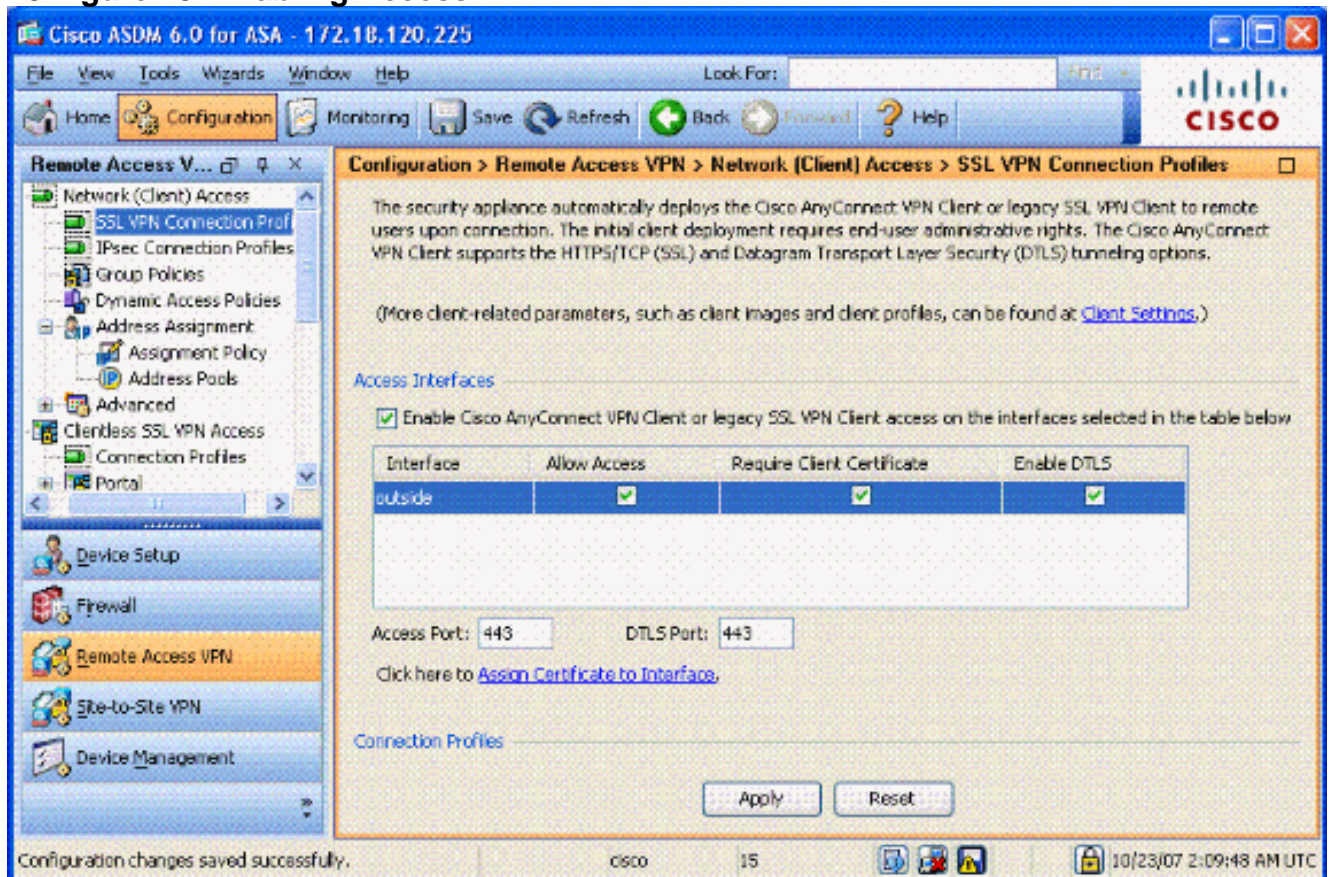 Cisco ASDM 6.0 for ASA - 172.18.120.225
File View Tools Wizards Window Help Look For: Find
Home Configuration Monitoring Save Refresh Back Forward Help
CISCO
Remote Access V...
Network (Client) Access
SSL VPN Connection Prof
IPsec Connection Profiles
Group Policies
Dynamic Access Policies
Address Assignment
Assignment Policy
Address Pools
Advanced
Clientless SSL VPN Access
Connection Profiles
Portal
Device Setup
Firewall
Remote Access VPN
Site-to-Site VPN
Device Management
Configuration > Remote Access VPN > Network (Client) Access > SSL VPN Connection Profiles
The security appliance automatically deploys the Cisco AnyConnect VPN Client or legacy SSL VPN Client to remote
users upon connection. The initial client deployment requires end-user administrative rights. The Cisco AnyConnect
VPN Client supports the HTTPS/TCP (SSL) and Datagram Transport Layer Security (DTLS) tunneling options.
(More client-related parameters, such as client images and client profiles, can be found at Client Settings.)
Access Interfaces
Enable Cisco AnyConnect VPN Client or legacy SSL VPN Client access on the interfaces selected in the table below
Interface Allow Access Require Client Certificate Enable DTLS
outside
Access Port: 443 DTLS Port: 443
Click here to Assign Certificate to Interface.
Connection Profiles
Apply Reset
Configuration changes saved successfully. cisco 15 10/23/07 2:09:48 AM UTC